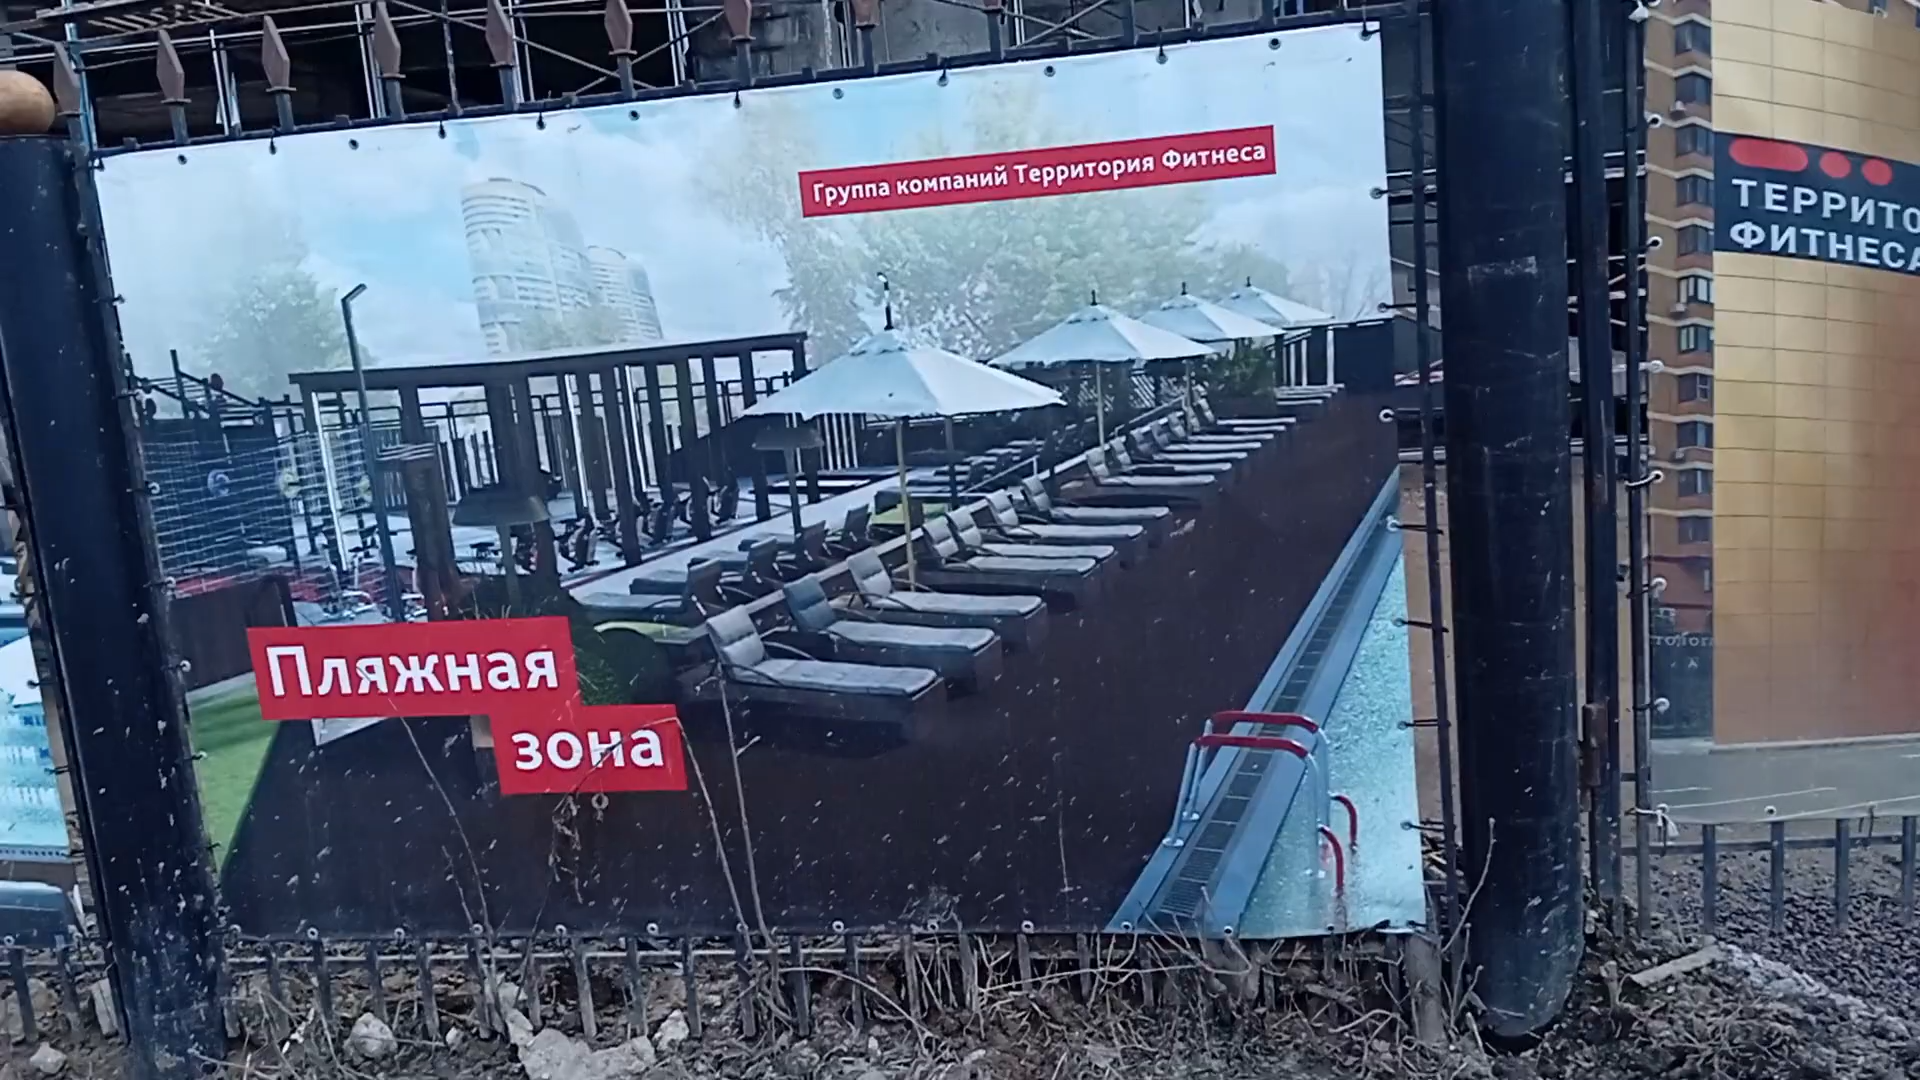 Группа компаний Территория Фитнеса
Пляжная
зона
ТЕРРИТО
ФИТНЕСА